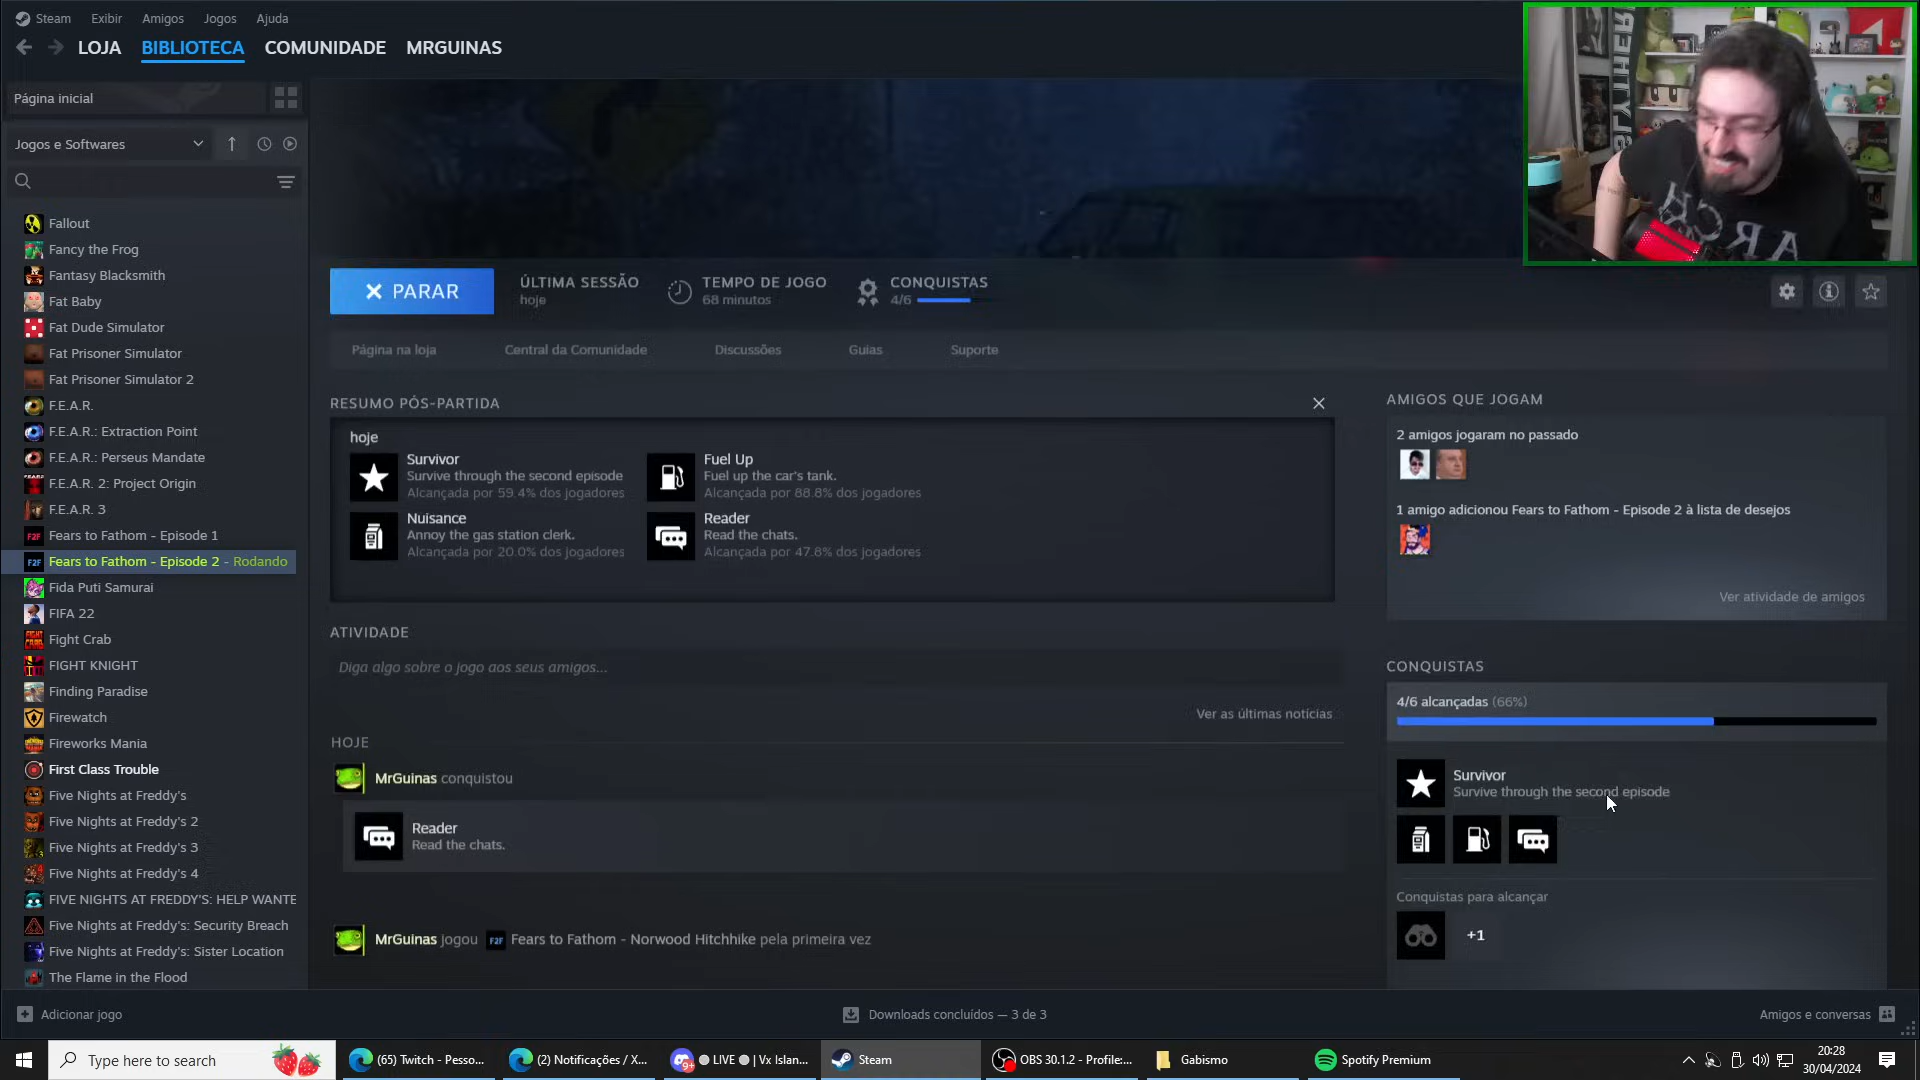 Steam Exibir Amigos Jogos Ajuda
LOJA BIBLIOTECA COMUNIDADE MRGUINAS
Página inicial
Jogos e Softwares
Fallout
Fancy the Frog
Fantasy Blacksmith
Fat Baby
Fat Dude Simulator
Fat Prisoner Simulator
Fat Prisoner Simulator 2
F.E.A.R.
F.E.A.R.: Extraction Point
F.E.A.R.: Perseus Mandate
F.E.A.R. 2: Project Origin
F.E.A.R. 3
Fears to Fathom - Episode 1
Fears to Fathom - Episode 2 - Rodando
Fida Puti Samurai
FIFA 22
Fight Crab
FIGHT KNIGHT
Finding Paradise
Firewatch
Fireworks Mania
First Class Trouble
Five Nights at Freddy's
Five Nights at Freddy's 2
Five Nights at Freddy's 3
Five Nights at Freddy's 4
FIVE NIGHTS AT FREDDY'S: HELP WANTE
Five Nights at Freddy's: Security Breach
Five Nights at Freddy's: Sister Location
The Flame in the Flood
PARAR
ÚLTIMA SESSÃO
hoje
TEMPO DE JOGO
68 minutos
CONQUISTAS
4/6
Página na loja Central da Comunidade Discussões Guias Suporte
RESUMO PÓS-PARTIDA
hoje
Survivor
Survive through the second episode
Alcançada por 59.4% dos jogadores
Fuel Up
Fuel up the car's tank.
Alcançada por 88.8% dos jogadores
Nuisance
Annoy the gas station clerk.
Alcançada por 20.0% dos jogadores
Reader
Read the chats.
Alcançada por 47.8% dos jogadores
ATIVIDADE
Diga algo sobre o jogo aos seus amigos...
Ver as últimas notícias
HOJE
MrGuinas conquistou
Reader
Read the chats.
MrGuinas jogou F2F Fears to Fathom - Norwood Hitchhike pela primeira vez
AMIGOS QUE JOGAM
2 amigos jogaram no passado
1 amigo adicionou Fears to Fathom - Episode 2 à lista de desejos
Ver atividade de amigos
CONQUISTAS
4/6 alcançadas (66%)
Survivor
Survive through the second episode
Conquistas para alcançar
+1
Adicionar jogo
Downloads concluídos — 3 de 3
Amigos e conversas
Type here to search
(65) Twitch - Pesso...
(2) Notificações / X...
LIVE | Vx Islan...
Steam
OBS 30.1.2 - Profile:...
Gabismo
Spotify Premium
20:28
30/04/2024